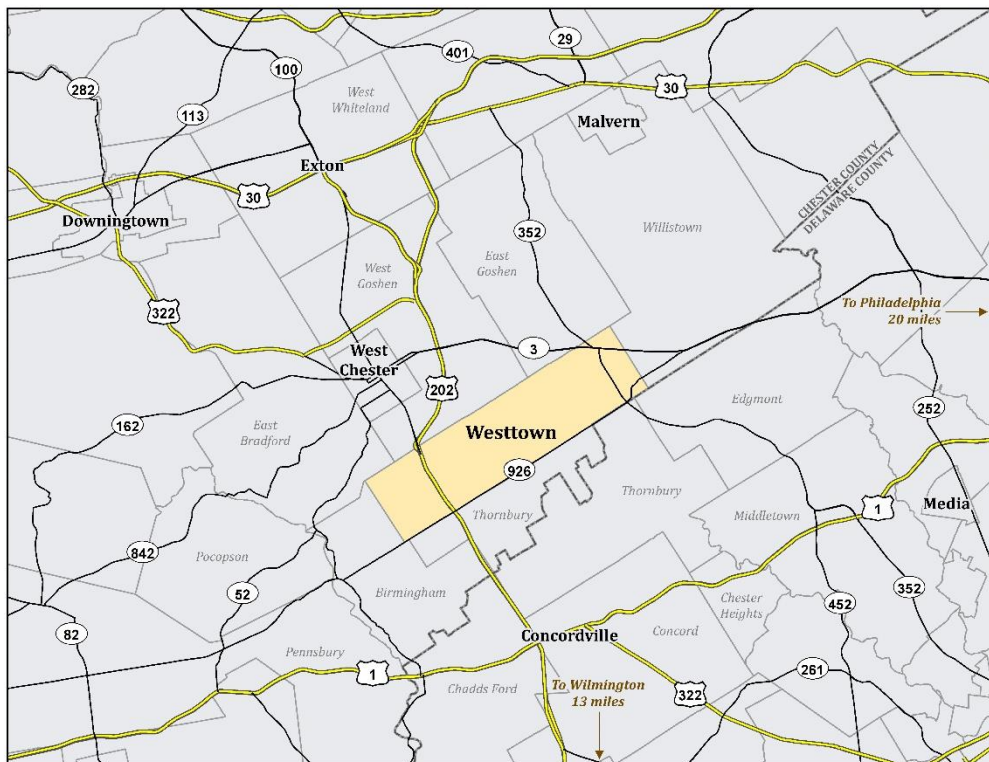 29
401
100
282
West
Whiteland
30
113
Malvern
Exton
CHESTER COUNTY
DELAWARE COUNTY
30
Downingtown
352
Willistown
East
Goshen
West
Goshen
To Philadelphia
20 miles
322
3
West
Chester
202
Edgmont
252
162
East
Bradford
Westtown
926
Thornbury
Thornbury
Media
1
Middletown
842
Pocopson
52
Birmingham
352
Chester
Heights
452
82
Concordville
Concord
Pennsbury
261
1
To Wilmington
13 miles
Chadds Ford
322